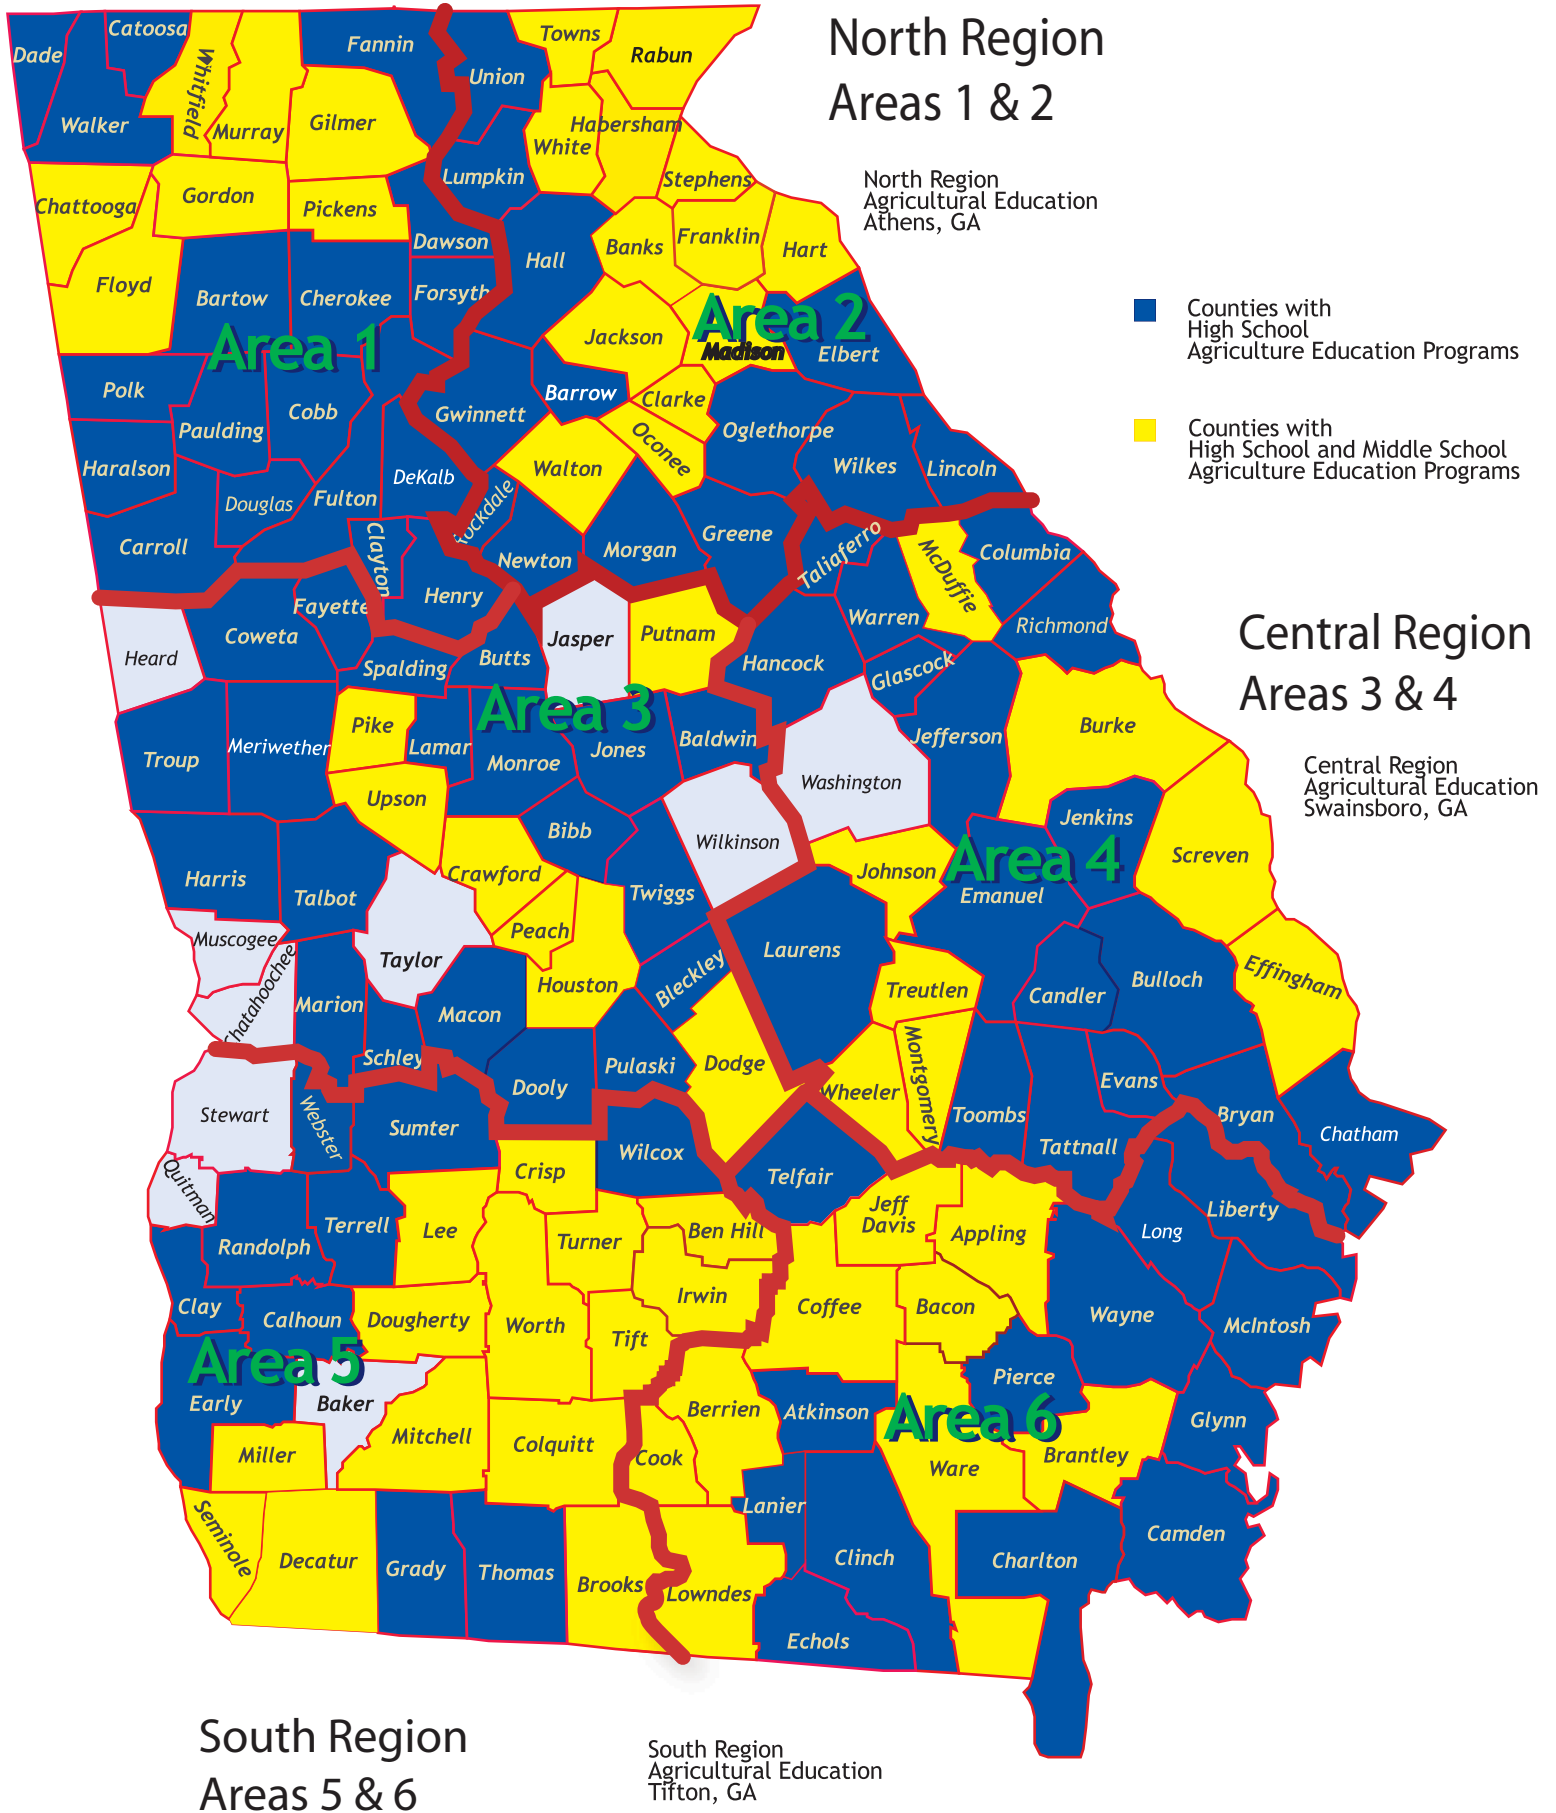 North Region
Areas 1 & 2
North Region
Agricultural Education
Athens, GA
Counties with
High School
Agriculture Education Programs
Counties with
High School and Middle School
Agriculture Education Programs
Central Region
Areas 3 & 4
Central Region
Agricultural Education
Swainsboro, GA
South Region
Areas 5 & 6
South Region
Agricultural Education
Tifton, GA
Area 1
Area 2
Area 3
Area 4
Area 5
Area 6
Dade
Catoosa
Whitfield
Fannin
Union
Towns
Rabun
Walker
Murray
Gilmer
White
Habersham
Lumpkin
Stephens
Chattooga
Gordon
Pickens
Dawson
Hall
Banks
Franklin
Hart
Floyd
Bartow
Cherokee
Forsyth
Jackson
Madison
Elbert
Polk
Paulding
Cobb
Gwinnett
Barrow
Clarke
Oconee
Oglethorpe
Wilkes
Lincoln
Haralson
Douglas
Fulton
DeKalb
Rockdale
Walton
Carroll
Clayton
Newton
Morgan
Greene
Taliaferro
McDuffie
Columbia
Heard
Coweta
Fayette
Henry
Spalding
Butts
Jasper
Putnam
Hancock
Warren
Glascock
Richmond
Troup
Meriwether
Pike
Lamar
Monroe
Jones
Baldwin
Washington
Jefferson
Burke
Upson
Bibb
Wilkinson
Johnson
Jenkins
Screven
Harris
Talbot
Crawford
Peach
Twiggs
Emanuel
Muscogee
Chatahoochee
Taylor
Houston
Bleckley
Laurens
Treutlen
Candler
Bulloch
Effingham
Marion
Macon
Schley
Dooly
Pulaski
Dodge
Wheeler
Montgomery
Toombs
Evans
Tattnall
Bryan
Chatham
Stewart
Webster
Sumter
Crisp
Wilcox
Telfair
Jeff
Davis
Appling
Long
Liberty
Quitman
Randolph
Terrell
Lee
Turner
Ben Hill
Irwin
Coffee
Bacon
Wayne
McIntosh
Clay
Calhoun
Dougherty
Worth
Tift
Pierce
Early
Baker
Mitchell
Colquitt
Cook
Berrien
Atkinson
Ware
Brantley
Glynn
Miller
Lanier
Clinch
Charlton
Camden
Seminole
Decatur
Grady
Thomas
Brooks
Lowndes
Echols